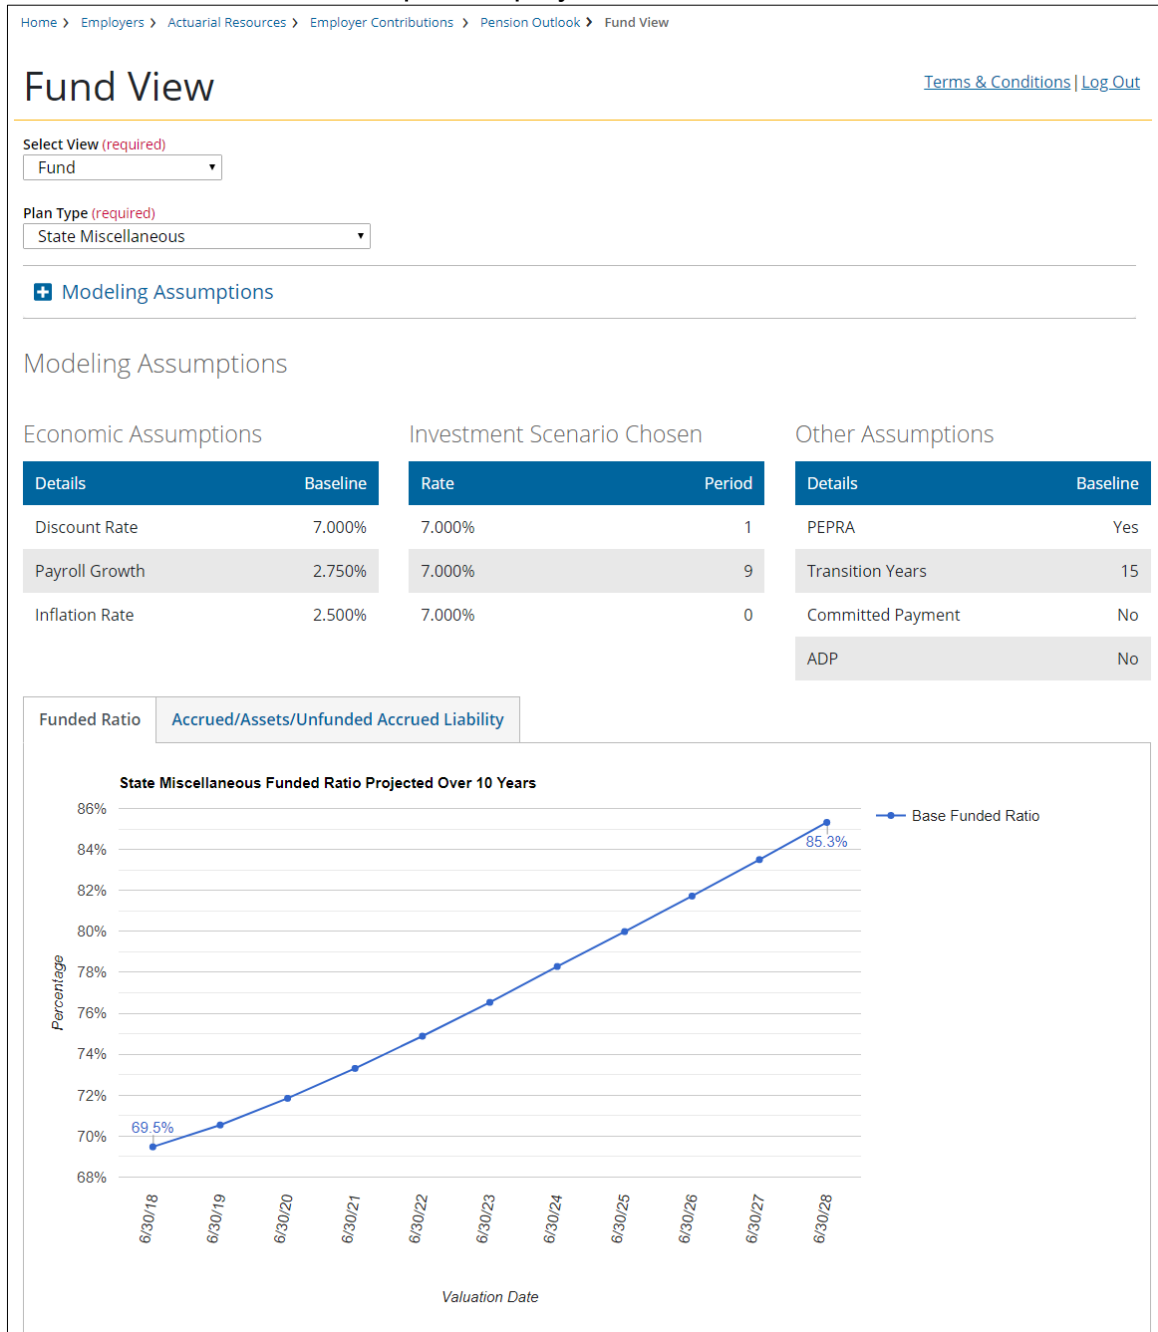 Home > Employers > Actuarial Resources > Employer Contributions > Pension Outlook > Fund View
Fund View
Terms & Conditions | Log Out
Select View (required)
Fund
Plan Type (required)
State Miscellaneous
Modeling Assumptions
Modeling Assumptions
Economic Assumptions
Details Baseline
Discount Rate 7.000%
Payroll Growth 2.750%
Inflation Rate 2.500%
Investment Scenario Chosen
Rate Period
7.000% 1
7.000% 9
7.000% 0
Other Assumptions
Details Baseline
PEPRA Yes
Transition Years 15
Committed Payment No
ADP No
Funded Ratio
Accrued/Assets/Unfunded Accrued Liability
State Miscellaneous Funded Ratio Projected Over 10 Years
86%
84%
82%
80%
78%
76%
74%
72%
70%
68%
Percentage
69.5%
85.3%
Base Funded Ratio
6/30/18
6/30/19
6/30/20
6/30/21
6/30/22
6/30/23
6/30/24
6/30/25
6/30/26
6/30/27
6/30/28
Valuation Date